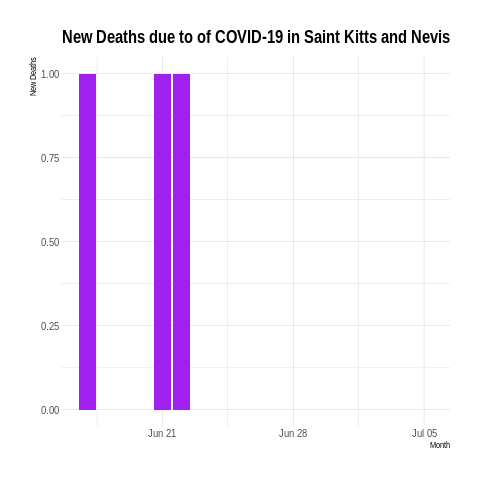 New Deaths due to of COVID-19 in Saint Kitts and Nevis
New Deaths
1.00
0.75
0.50
0.25
0.00
Jun 21
Jun 28
Jul 05
Month